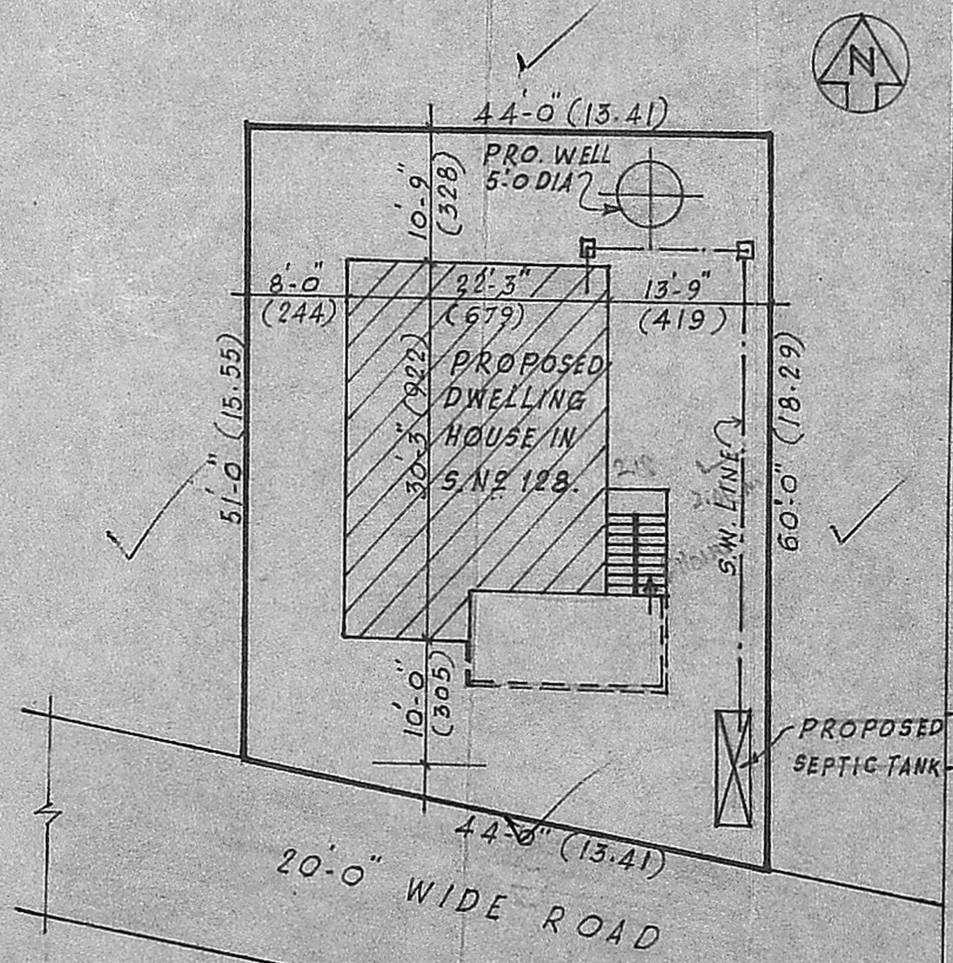 N
44'-0" (13.41)
PRO. WELL
5'-0 DIA
10'-9"
(328)
8'-0"
(244)
22'-3"
(679)
13'-9"
(419)
PROPOSED
DWELLING
HOUSE IN
S.Nº 128.
30'-3" (922)
51'-0" (15.55)
60'-0" (18.29)
S.W. LINE
10'-0"
(305)
PROPOSED
SEPTIC TANK
44'-0" (13.41)
20'-0" WIDE ROAD